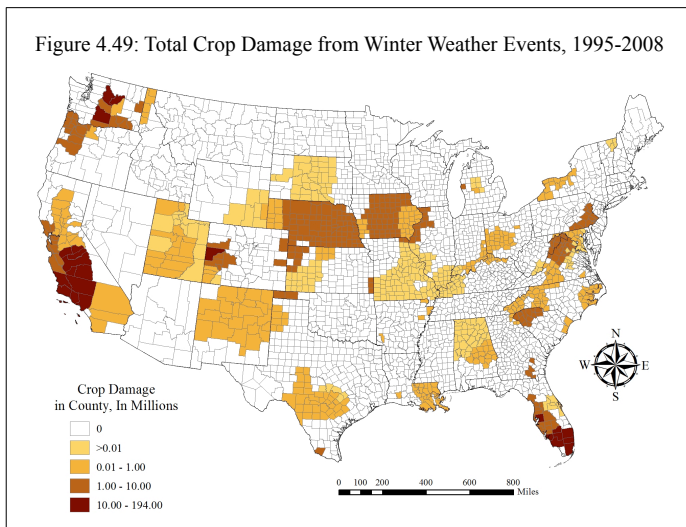 Figure 4.49: Total Crop Damage from Winter Weather Events, 1995-2008
N
W E
S
Crop Damage
in County, In Millions
0
>0.01
0.01 - 1.00
1.00 - 10.00
10.00 - 194.00
0 100 200 400 600 800
Miles